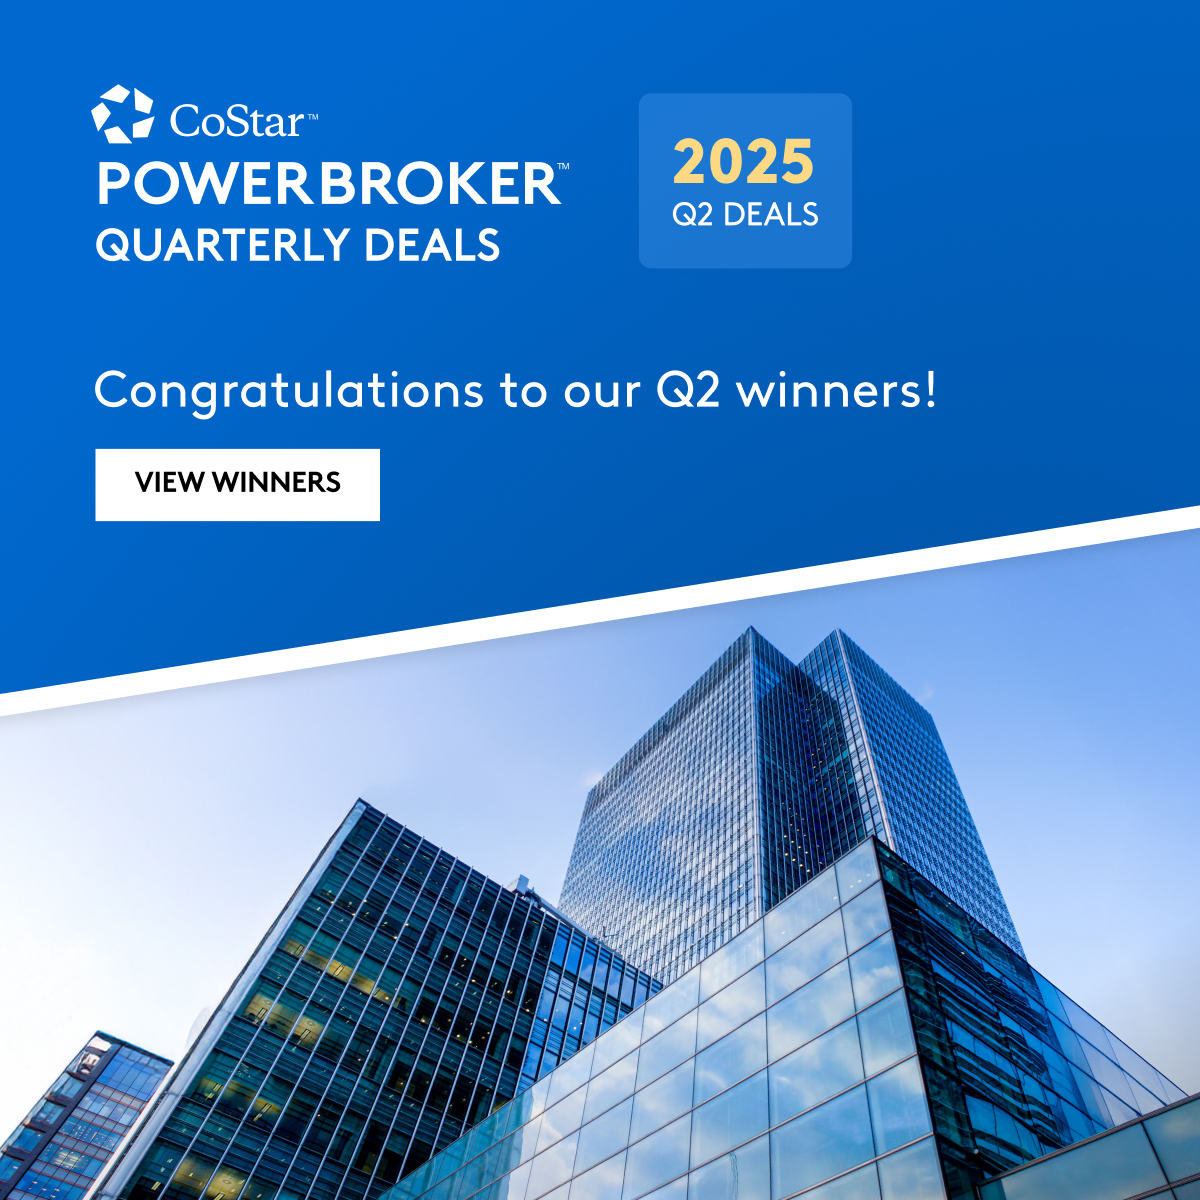 CoStar™
POWERBROKER™
QUARTERLY DEALS
2025
Q2 DEALS
Congratulations to our Q2 winners!
VIEW WINNERS